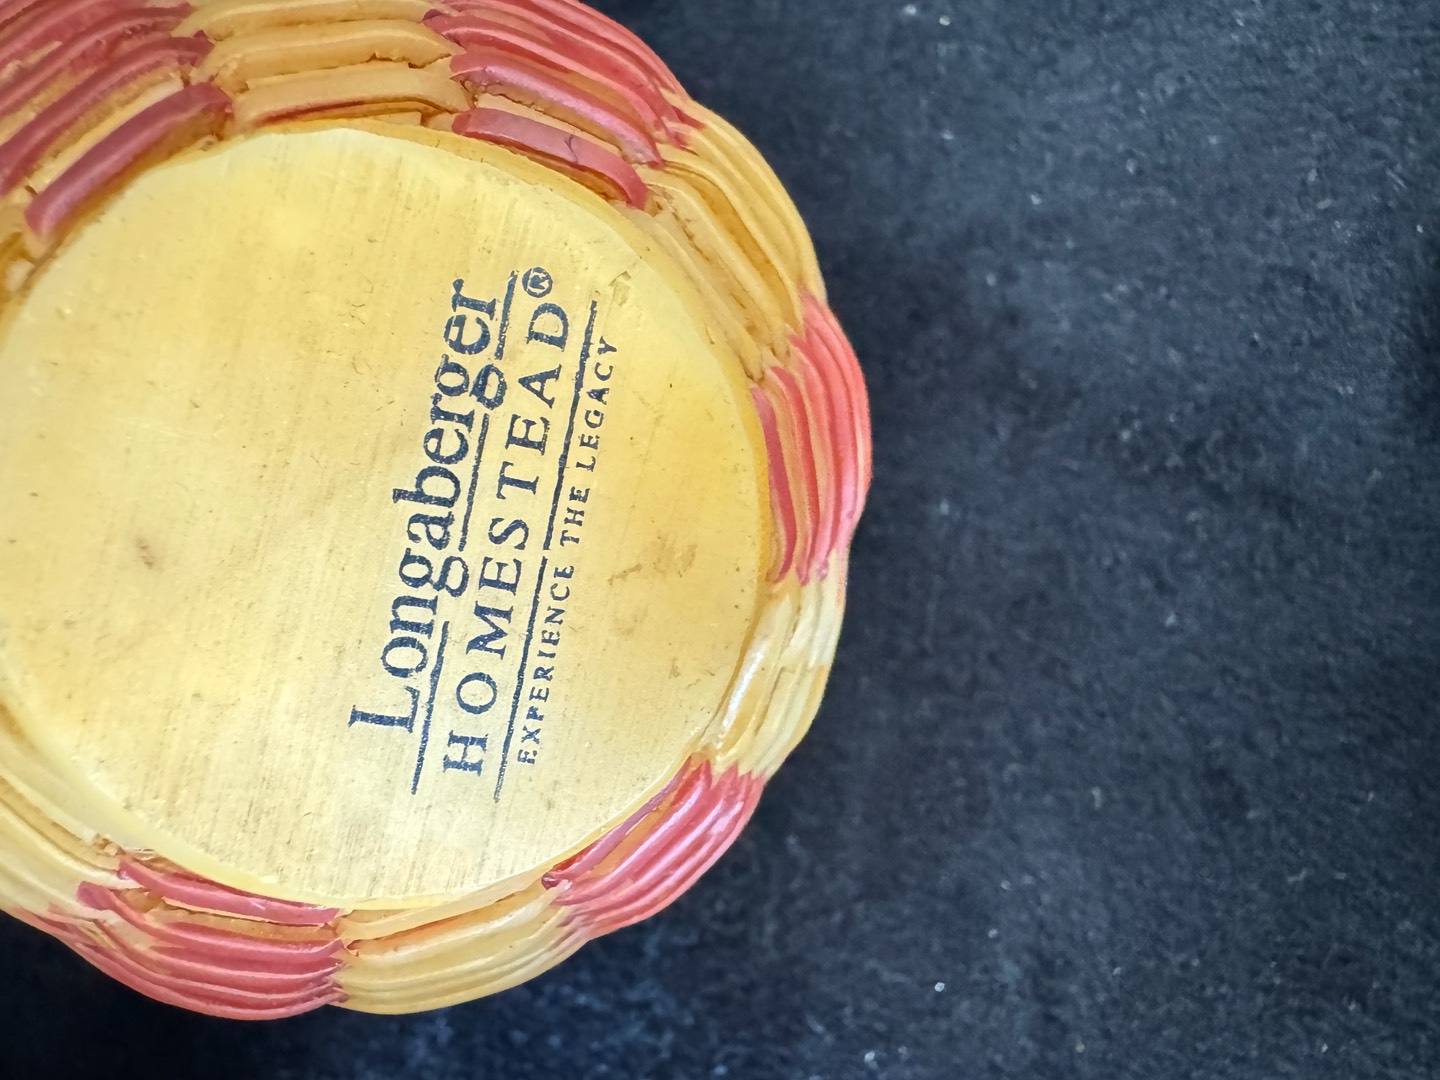 Longaberger
HOMESTEAD®
EXPERIENCE THE LEGACY